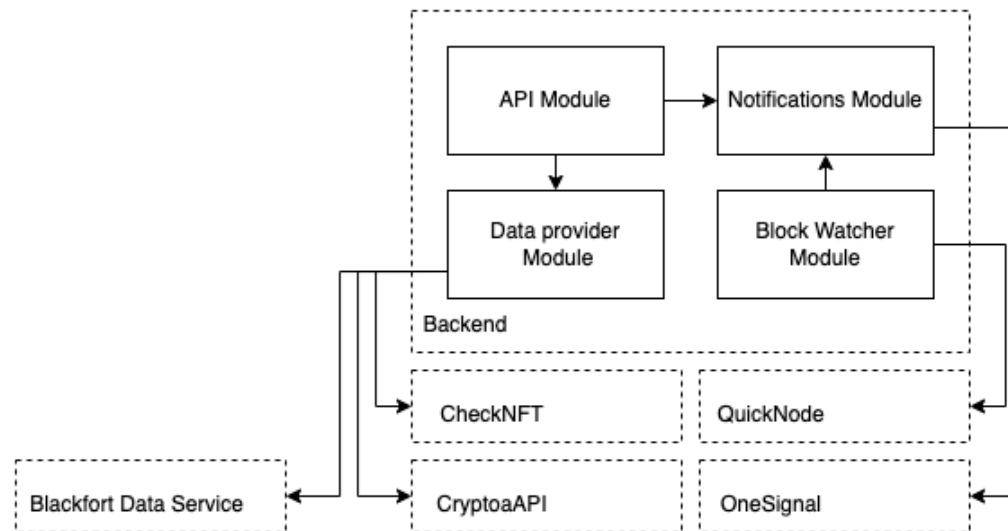 API Module
Notifications Module
Data provider
Module
Block Watcher
Module
Backend
CheckNFT
QuickNode
Blackfort Data Service
CryptoaAPI
OneSignal